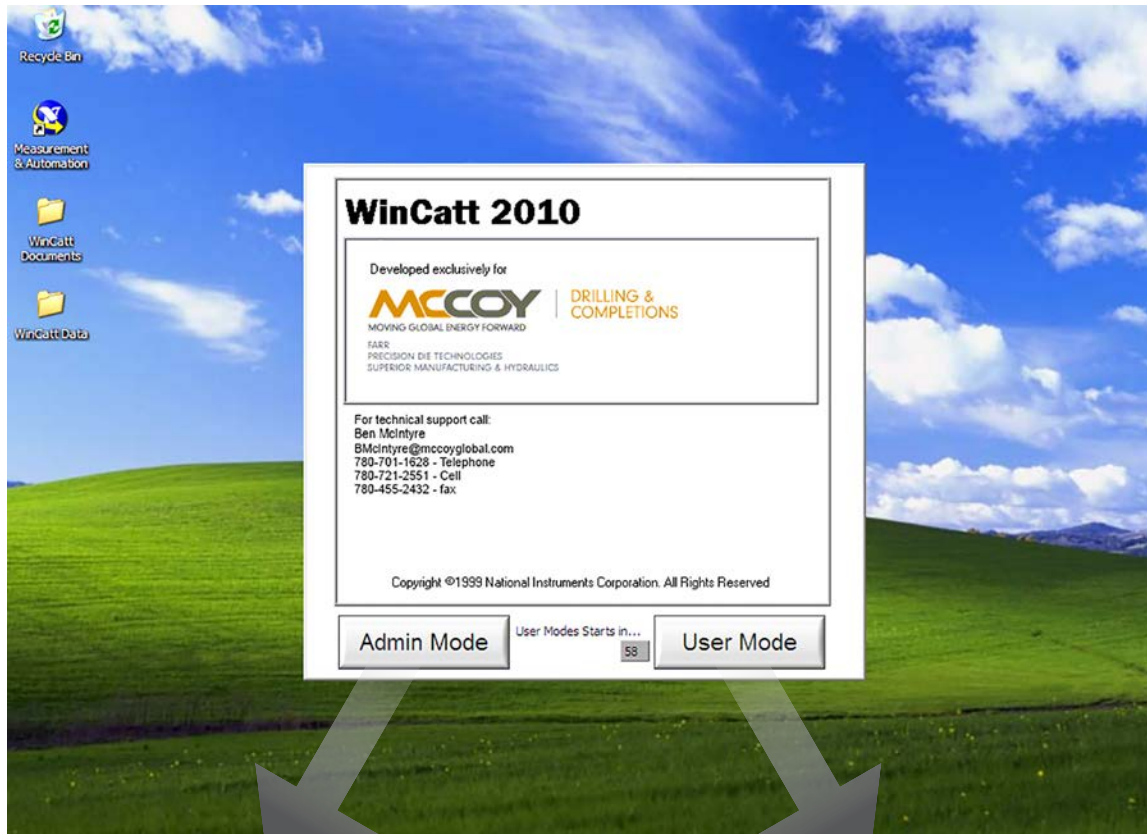 Recycle Bin
Measurement
& Automation
WinCatt
Documents
WinCatt Data
WinCatt 2010
Developed exclusively for
MCCOY
MOVING GLOBAL ENERGY FORWARD
DRILLING &
COMPLETIONS
FARR
PRECISION DIE TECHNOLOGIES
SUPERIOR MANUFACTURING & HYDRAULICS
For technical support call:
Ben McIntyre
BMcIntyre@mccoyglobal.com
780-701-1628 - Telephone
780-721-2551 - Cell
780-455-2432 - fax
Copyright ©1999 National Instruments Corporation. All Rights Reserved
Admin Mode
User Modes Starts in...
58
User Mode